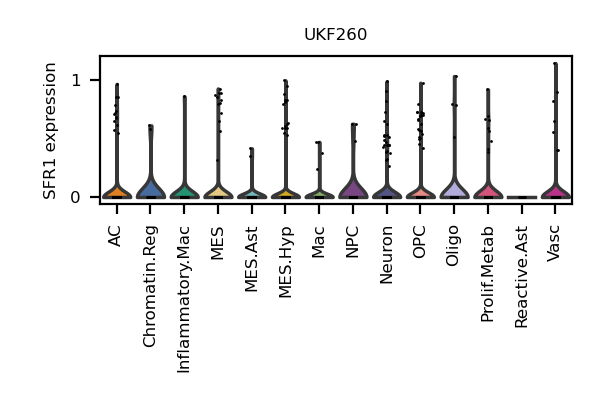 UKF260
SFR1 expression
1
0
AC
Chromatin.Reg
Inflammatory.Mac
MES
MES.Ast
MES.Hyp
Mac
NPC
Neuron
OPC
Oligo
Prolif.Metab
Reactive.Ast
Vasc